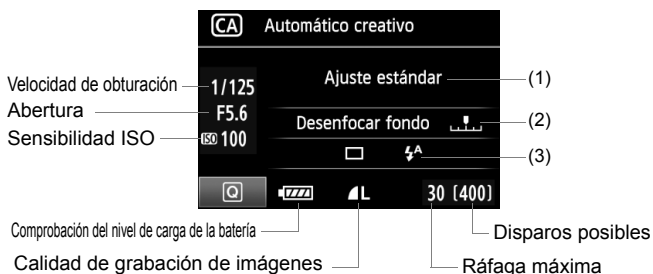 CA Automático creativo
Velocidad de obturación 1/125 Ajuste estándar (1)
Abertura F5.6 Desenfocar fondo (2)
Sensibilidad ISO ISO 100
A (3)
Q L 30 [400]
Comprobación del nivel de carga de la batería Disparos posibles
Calidad de grabación de imágenes Ráfaga máxima